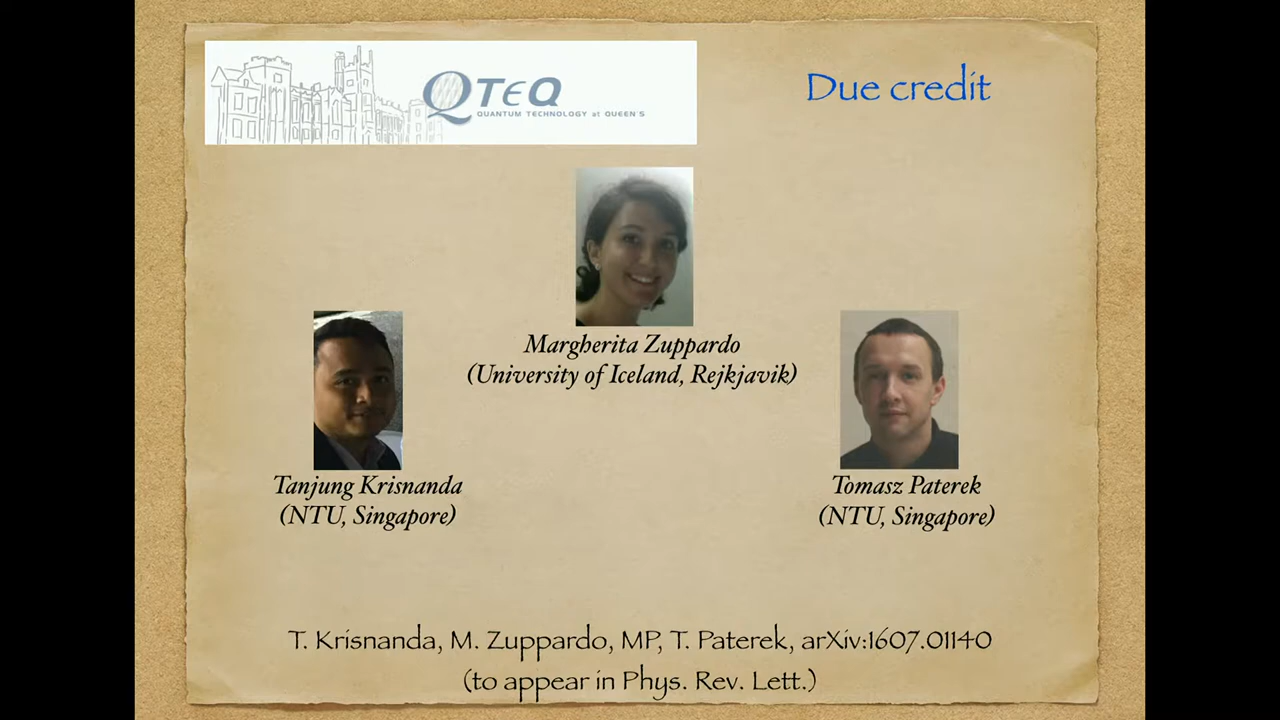 QTEQ
QUANTUM TECHNOLOGY at QUEEN'S
Due credit
Margherita Zuppardo
(University of Iceland, Rejkjavik)
Tanjung Krisnanda
(NTU, Singapore)
Tomasz Paterek
(NTU, Singapore)
T. Krisnanda, M. Zuppardo, MP, T. Paterek, arXiv:1607.01140
(to appear in Phys. Rev. Lett.)